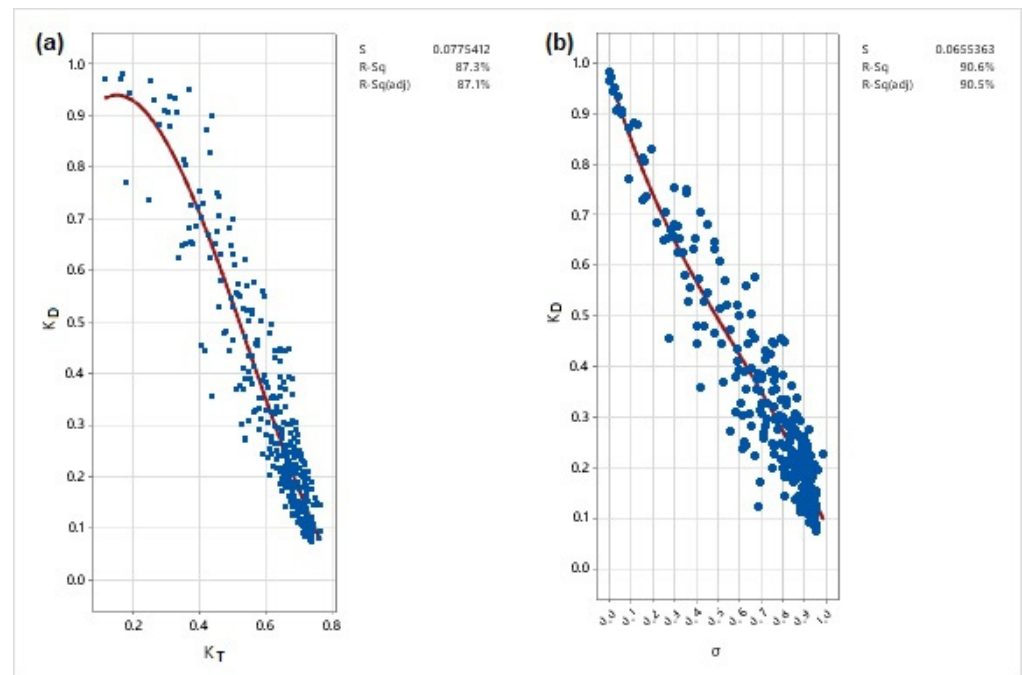 (a)
S 0.0775412
R-Sq 87.3%
R-Sq(adj) 87.1%
1.0
0.9
0.8
0.7
0.6
0.5
0.4
0.3
0.2
0.1
0.0
KD
0.2 0.4 0.6 0.8
KT
(b)
S 0.0655363
R-Sq 90.6%
R-Sq(adj) 90.5%
1.0
0.9
0.8
0.7
0.6
0.5
0.4
0.3
0.2
0.1
0.0
KD
0.0 0.1 0.2 0.3 0.4 0.5 0.6 0.7 0.8 0.9 1.0
σ